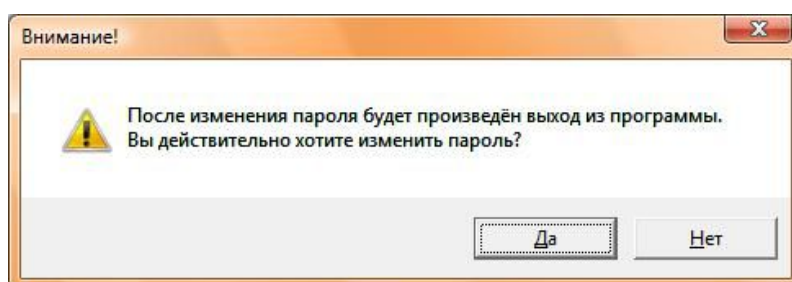 Внимание!
После изменения пароля будет произведён выход из программы.
Вы действительно хотите изменить пароль?
Да
Нет